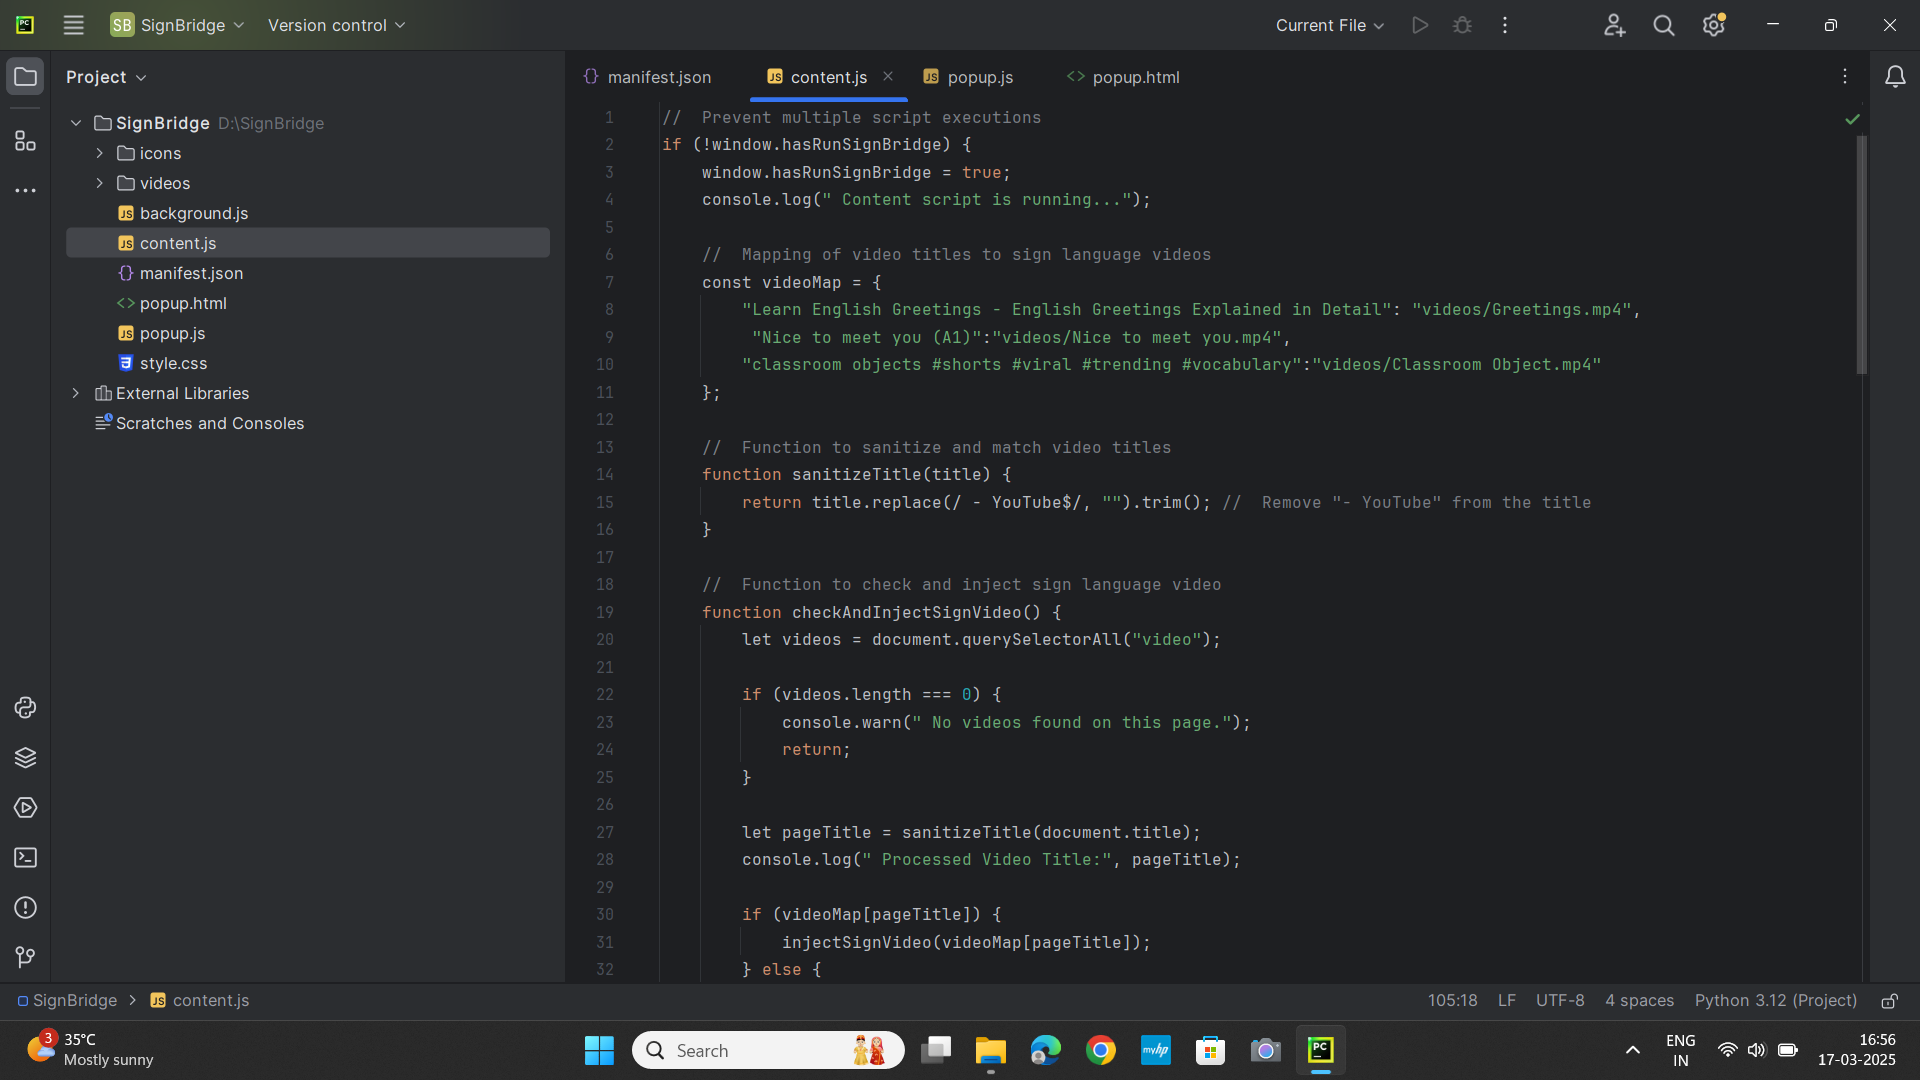 PC
SB SignBridge
Version control
Current File
Project
SignBridge D:\SignBridge
icons
videos
JS background.js
JS content.js
{} manifest.json
<> popup.html
JS popup.js
style.css
External Libraries
Scratches and Consoles
{} manifest.json
JS content.js
JS popup.js
<> popup.html
1 //  Prevent multiple script executions
2 if (!window.hasRunSignBridge) {
3     window.hasRunSignBridge = true;
4     console.log(" Content script is running...");
5
6     //  Mapping of video titles to sign language videos
7     const videoMap = {
8         "Learn English Greetings - English Greetings Explained in Detail": "videos/Greetings.mp4",
9          "Nice to meet you (A1)":"videos/Nice to meet you.mp4",
10         "classroom objects #shorts #viral #trending #vocabulary":"videos/Classroom Object.mp4"
11     };
12
13     //  Function to sanitize and match video titles
14     function sanitizeTitle(title) {
15         return title.replace(/ - YouTube$/, "").trim(); //  Remove "- YouTube" from the title
16     }
17
18     //  Function to check and inject sign language video
19     function checkAndInjectSignVideo() {
20         let videos = document.querySelectorAll("video");
21
22         if (videos.length === 0) {
23             console.warn(" No videos found on this page.");
24             return;
25         }
26
27         let pageTitle = sanitizeTitle(document.title);
28         console.log(" Processed Video Title:", pageTitle);
29
30         if (videoMap[pageTitle]) {
31             injectSignVideo(videoMap[pageTitle]);
32         } else {
SignBridge > JS content.js
105:18 LF UTF-8 4 spaces Python 3.12 (Project)
3
35°C
Mostly sunny
Search
myhp
PC
ENG
IN
16:56
17-03-2025